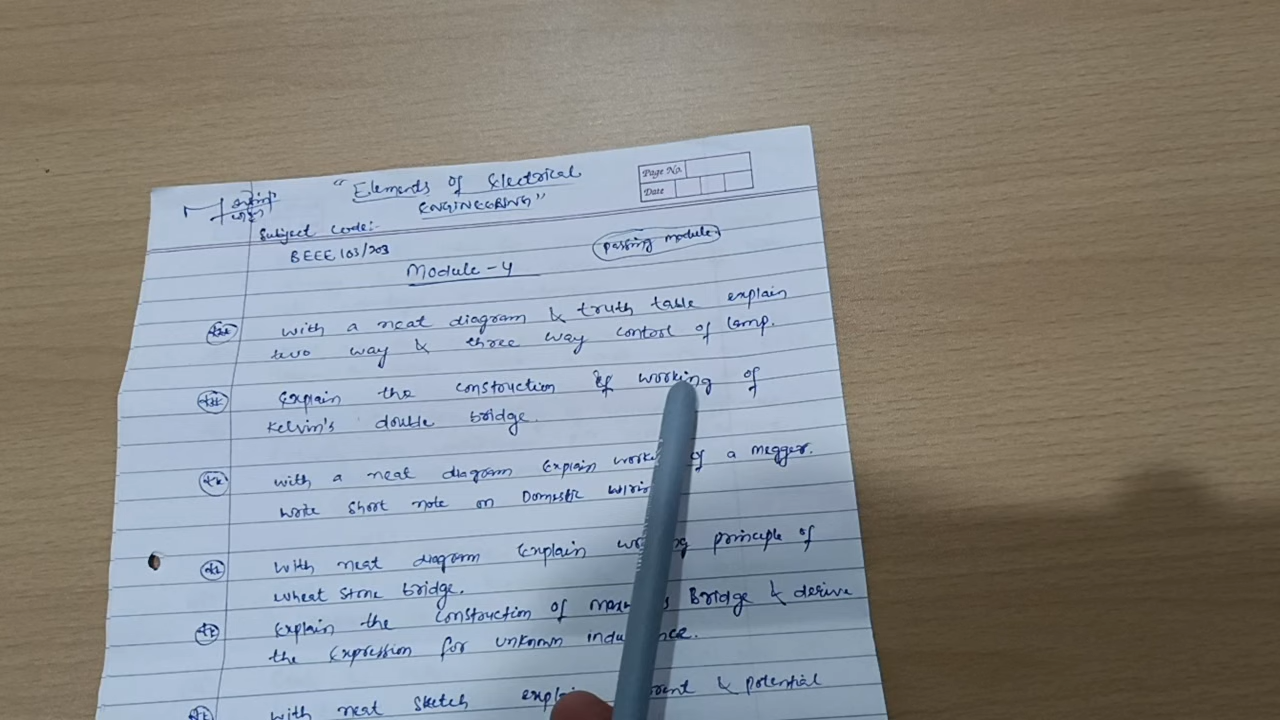 "Elements of Electrical
ENGINEERING"
Page No.
Date
Subject Code:-
BEEE103/203
passing module
Module - 4
with a neat diagram & truth table explain
two way & three way control of lamp.
Explain the construction & working of
Kelvin's double bridge.
with a neat diagram Explain of a megger.
write short note on Domestic
With neat diagram Explain principle of
wheat stone bridge.
Explain the construction of Bridge & derive
the Expression for unknown
with neat sketch & potential